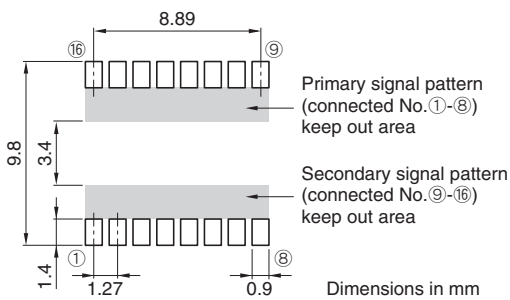 8.89
⑯
⑨
Primary signal pattern
(connected No.①-⑧)
keep out area
9.8
3.4
Secondary signal pattern
(connected No.⑨-⑯)
keep out area
①
⑧
1.4
1.27
0.9
Dimensions in mm